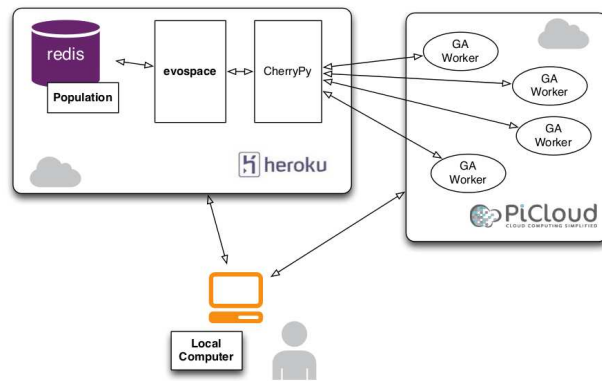 redis
Population
evospace
CherryPy
heroku
GA
Worker
GA
Worker
GA
Worker
GA
Worker
PiCloud
CLOUD COMPUTING SIMPLIFIED
Local
Computer